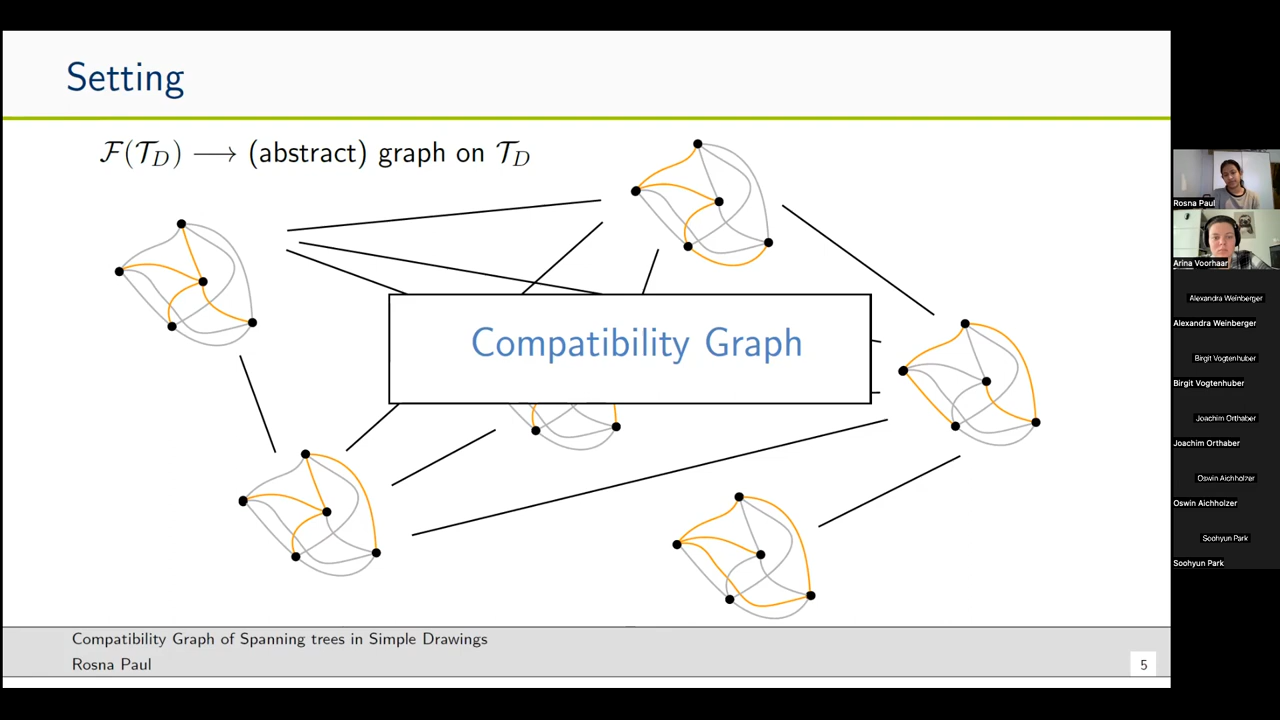 Setting
ℱ(𝒯_D) ⟶ (abstract) graph on 𝒯_D
Compatibility Graph
Compatibility Graph of Spanning trees in Simple Drawings
Rosna Paul
5
Rosna Paul
Arina Voorhaar
Alexandra Weinberger
Alexandra Weinberger
Birgit Vogtenhuber
Birgit Vogtenhuber
Joachim Orthaber
Joachim Orthaber
Oswin Aichholzer
Oswin Aichholzer
Soohyun Park
Soohyun Park